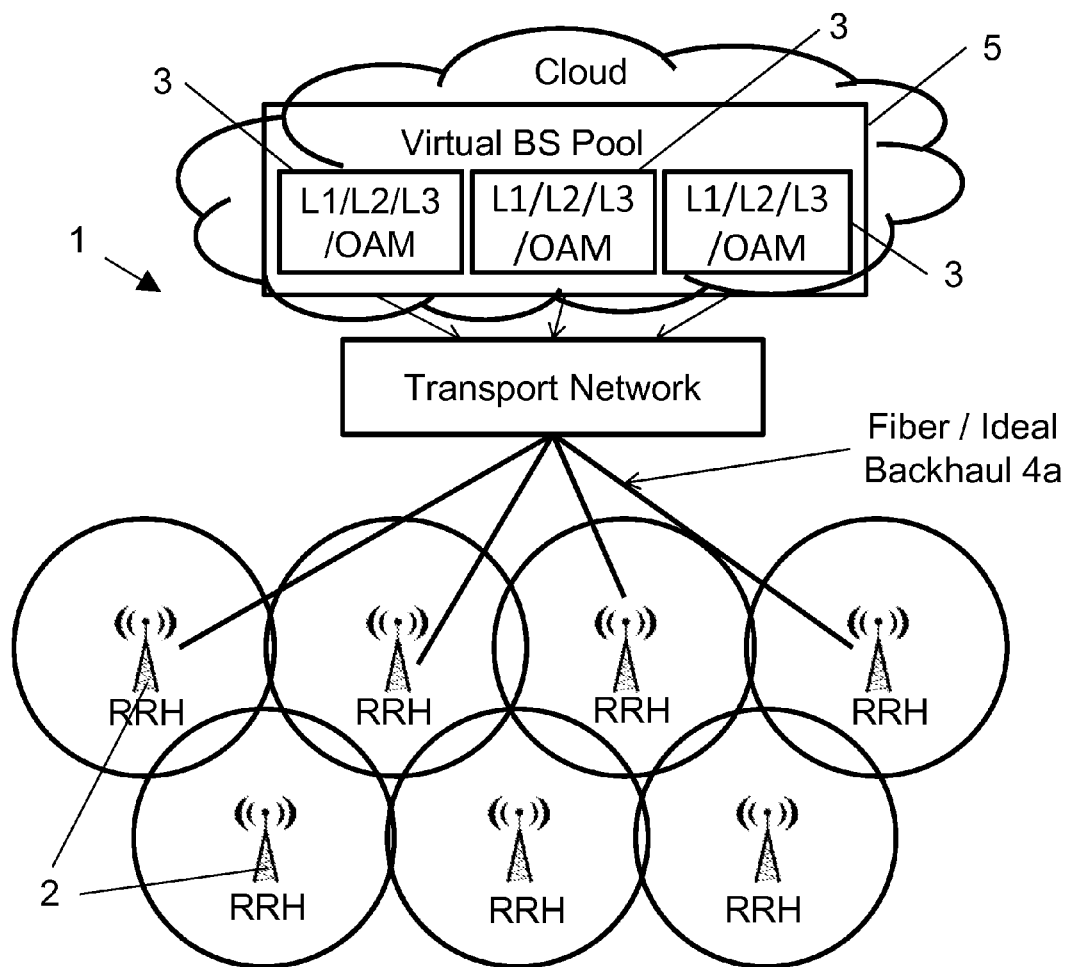 3
3
5
Cloud
Virtual BS Pool
L1/L2/L3
/OAM
L1/L2/L3
/OAM
L1/L2/L3
/OAM
1
3
Transport Network
Fiber / Ideal
Backhaul 4a
RRH
RRH
RRH
RRH
2
RRH
RRH
RRH